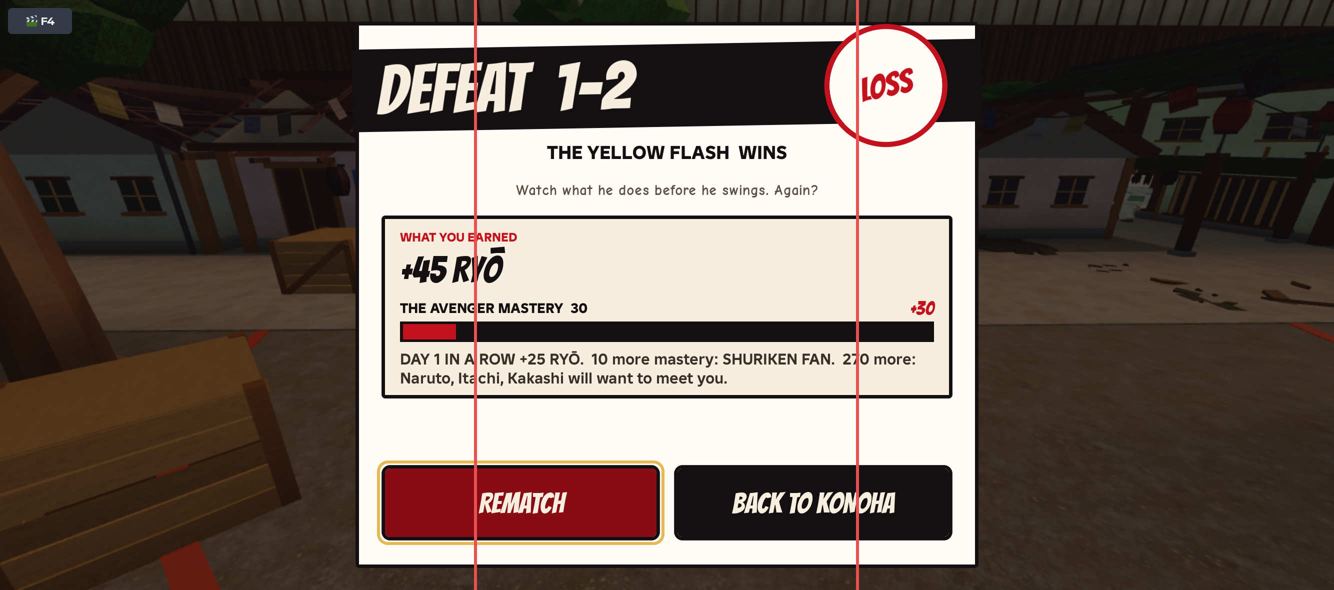 F4
DEFEAT 1-2
LOSS
THE YELLOW FLASH WINS
Watch what he does before he swings. Again?
WHAT YOU EARNED
+45 RYŌ
THE AVENGER MASTERY 30
+30
DAY 1 IN A ROW +25 RYŌ. 10 more mastery: SHURIKEN FAN. 270 more:
Naruto, Itachi, Kakashi will want to meet you.
REMATCH
BACK TO KONOHA